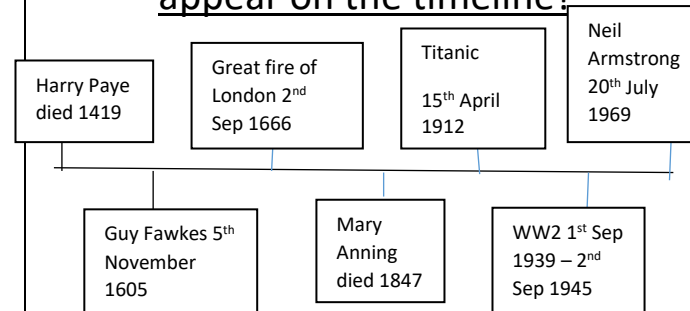 appear on the timeline?
Harry Paye
died 1419
Great fire of
London 2nd
Sep 1666
Titanic
15th April
1912
Neil
Armstrong
20th July
1969
Guy Fawkes 5th
November
1605
Mary
Anning
died 1847
WW2 1st Sep
1939 – 2nd
Sep 1945